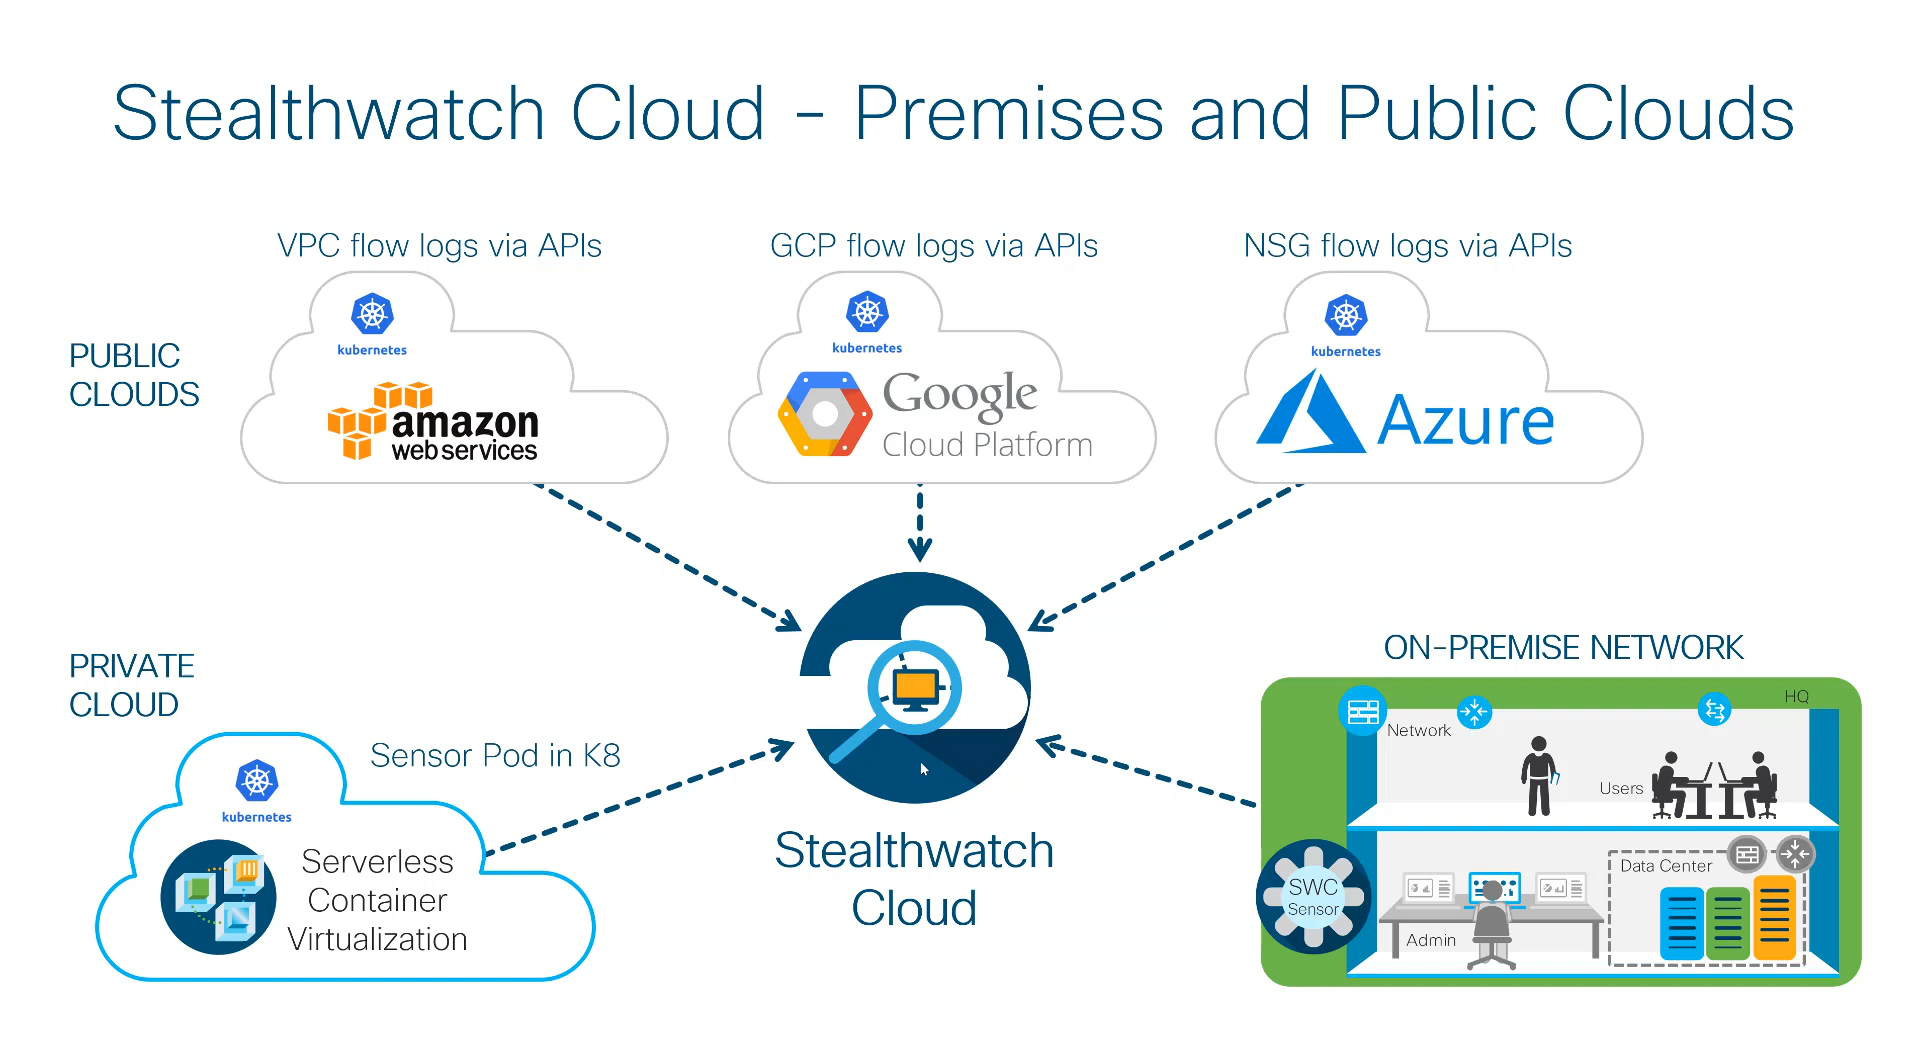 Stealthwatch Cloud - Premises and Public Clouds
VPC flow logs via APIs
GCP flow logs via APIs
NSG flow logs via APIs
PUBLIC
CLOUDS
kubernetes
amazon
web services
kubernetes
Google
Cloud Platform
kubernetes
Azure
PRIVATE
CLOUD
Sensor Pod in K8
kubernetes
Serverless
Container
Virtualization
Stealthwatch
Cloud
ON-PREMISE NETWORK
HQ
Network
Users
SWC
Sensor
Admin
Data Center